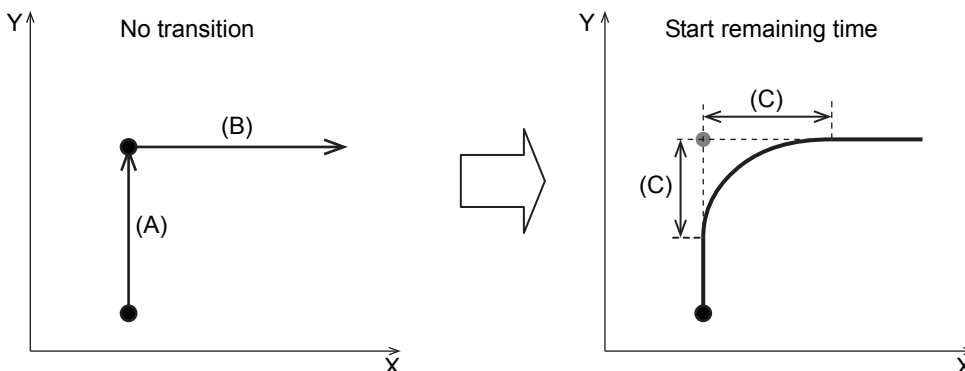 Y
No transition
(B)
(A)
X
Y
Start remaining time
(C)
(C)
X